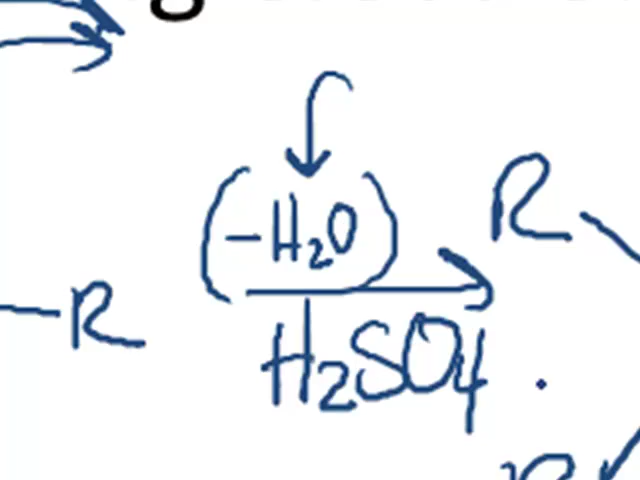 g
(-H₂O)
R
-R
H₂SO4 .